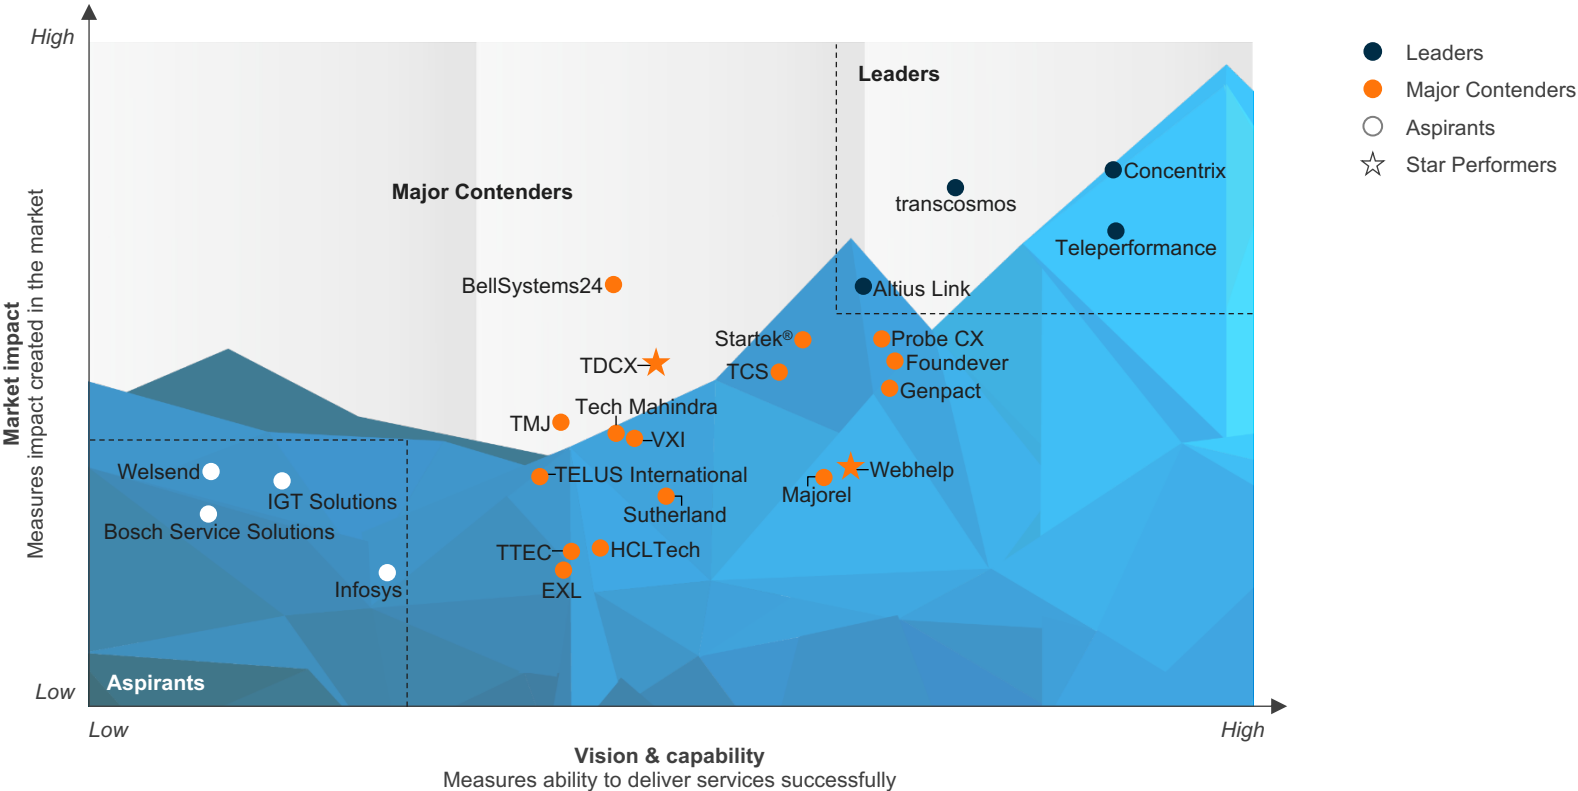 High
Leaders
Leaders
Major Contenders
Aspirants
Star Performers
Major Contenders
Concentrix
transcosmos
Teleperformance
BellSystems24
Altius Link
Startek®
Probe CX
TDCX
Foundever
TCS
Genpact
Tech Mahindra
TMJ
VXI
Welsend
TELUS International
Webhelp
IGT Solutions
Majorel
Sutherland
Bosch Service Solutions
TTEC
HCLTech
Infosys
EXL
Aspirants
Market impact
Measures impact created in the market
Low
Low
High
Vision & capability
Measures ability to deliver services successfully